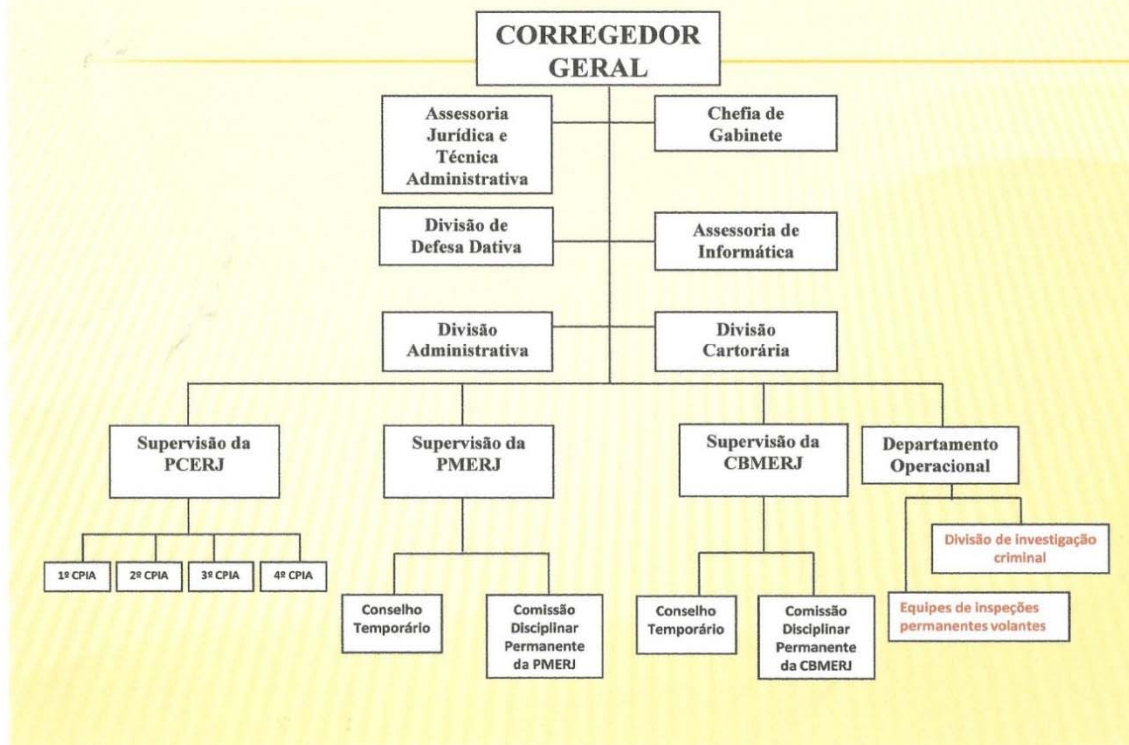 CORREGEDOR
GERAL
Assessoria
Jurídica e
Técnica
Administrativa
Chefia de
Gabinete
Divisão de
Defesa Dativa
Assessoria de
Informática
Divisão
Administrativa
Divisão
Cartorária
Supervisão da
PCERJ
Supervisão da
PMERJ
Supervisão da
CBMERJ
Departamento
Operacional
1º CPIA
2º CPIA
3º CPIA
4º CPIA
Conselho
Temporário
Comissão
Disciplinar
Permanente
da PMERJ
Conselho
Temporário
Comissão
Disciplinar
Permanente
da CBMERJ
Divisão de investigação
criminal
Equipes de inspeções
permanentes volantes